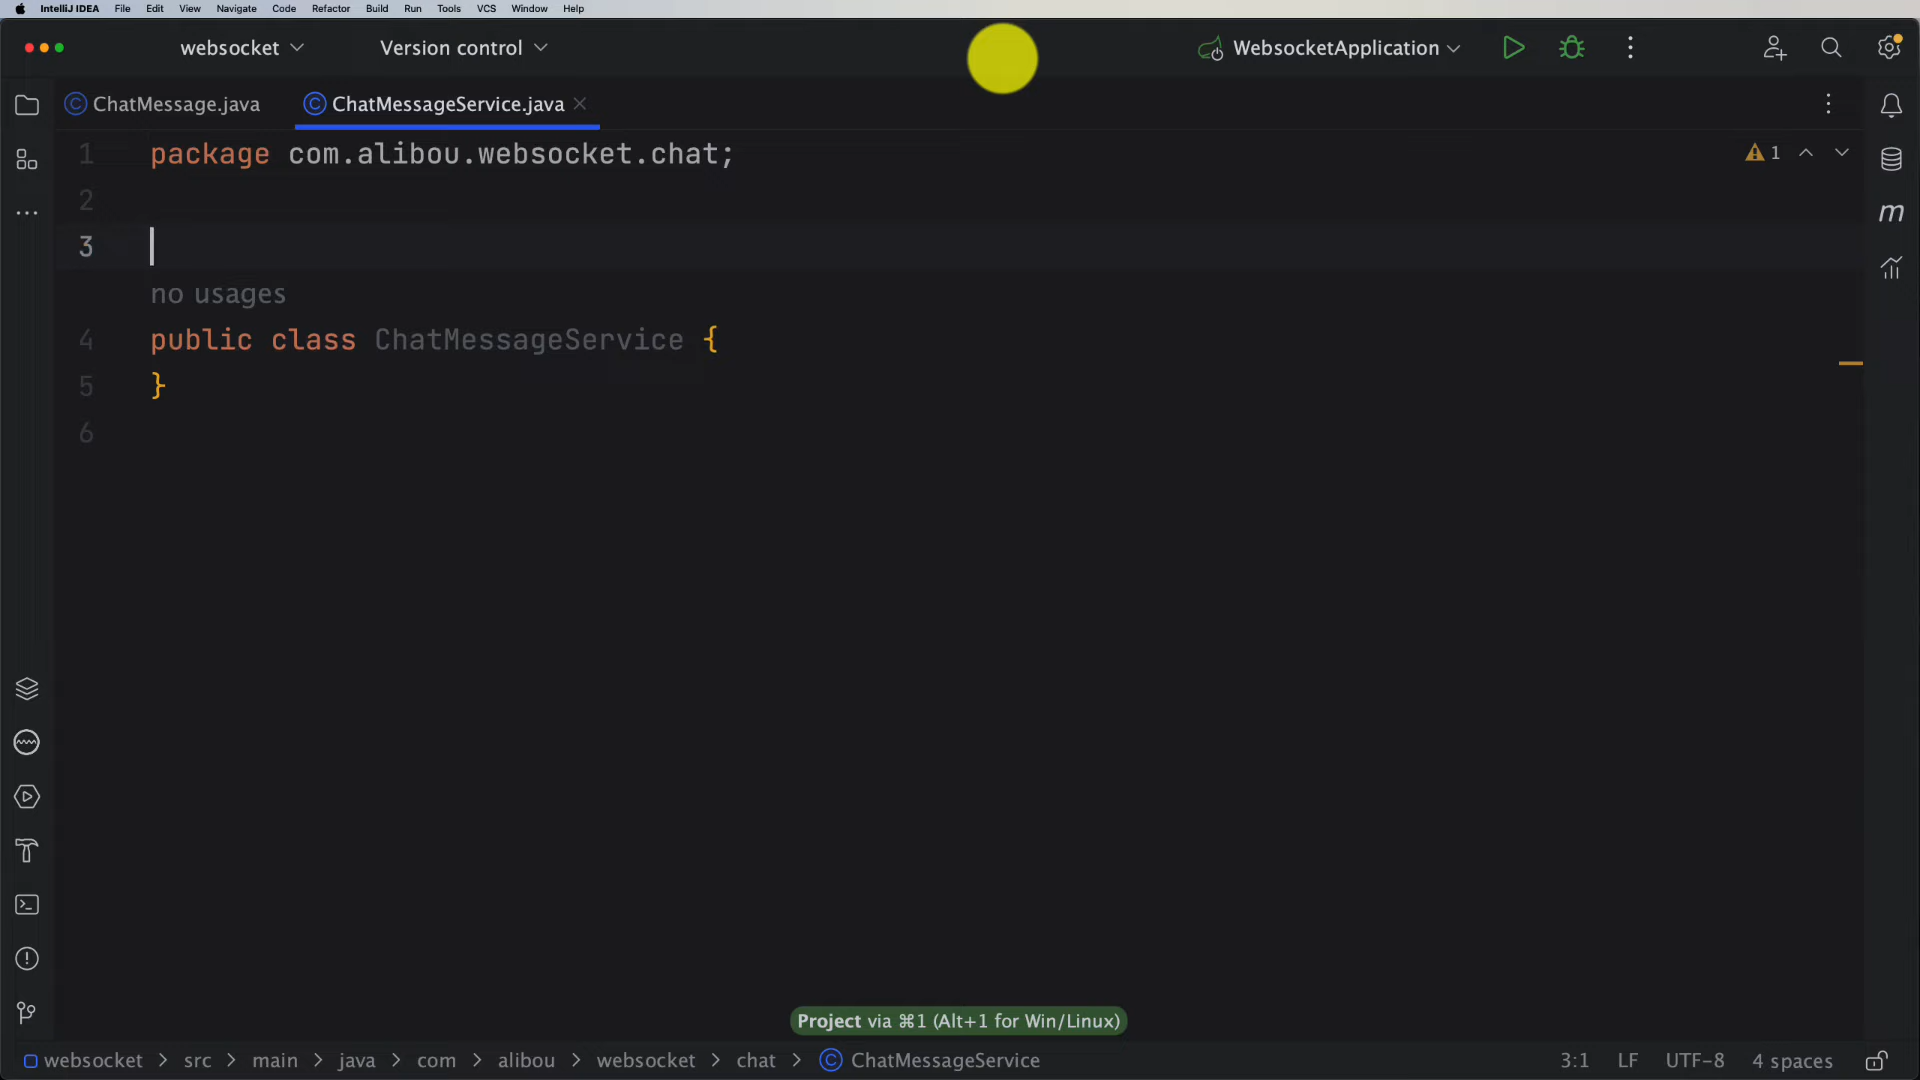 IntelliJ IDEA File Edit View Navigate Code Refactor Build Run Tools VCS Window Help
websocket Version control WebsocketApplication
ChatMessage.java ChatMessageService.java
1 package com.alibou.websocket.chat; 1
2
3
no usages
4 public class ChatMessageService {
5 }
6
Project via ⌘1 (Alt+1 for Win/Linux)
websocket > src > main > java > com > alibou > websocket > chat > ChatMessageService 3:1 LF UTF-8 4 spaces